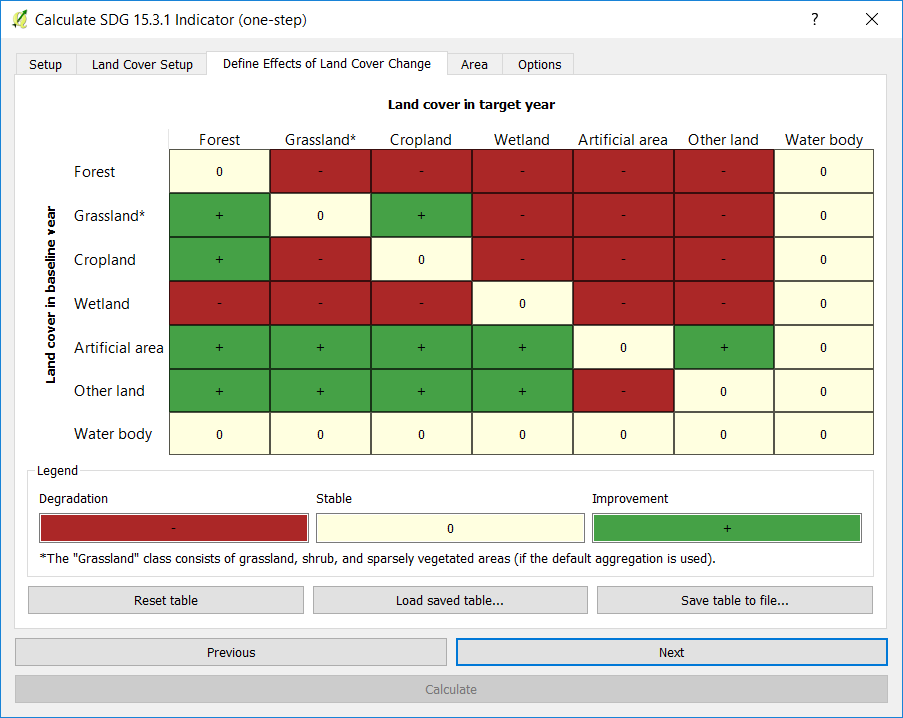 Calculate SDG 15.3.1 Indicator (one-step) ?
Setup Land Cover Setup Define Effects of Land Cover Change Area Options
Land cover in target year
Forest Grassland* Cropland Wetland Artificial area Other land Water body
Land cover in baseline year
Forest 0 - - - - - 0
Grassland* + 0 + - - - 0
Cropland + - 0 - - - 0
Wetland - - - 0 - - 0
Artificial area + + + + 0 + 0
Other land + + + + - 0 0
Water body 0 0 0 0 0 0 0
Legend
Degradation Stable Improvement
- 0 +
*The "Grassland" class consists of grassland, shrub, and sparsely vegetated areas (if the default aggregation is used).
Reset table Load saved table... Save table to file...
Previous Next
Calculate